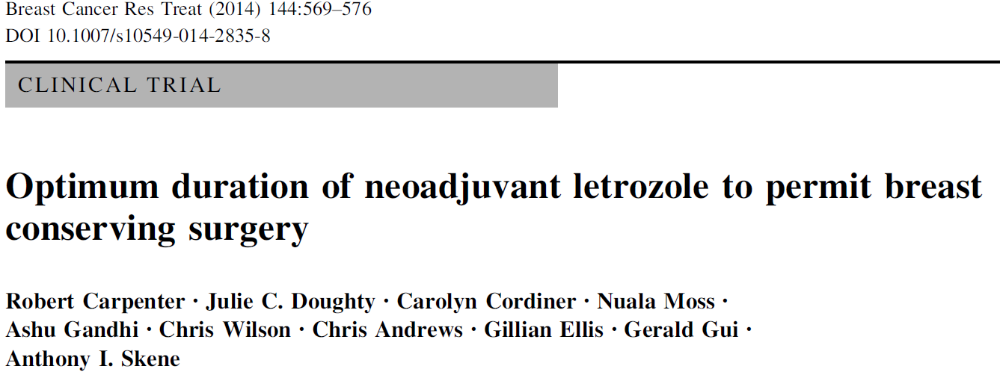 Breast Cancer Res Treat (2014) 144:569–576
DOI 10.1007/s10549-014-2835-8
CLINICAL TRIAL
Optimum duration of neoadjuvant letrozole to permit breast
conserving surgery
Robert Carpenter · Julie C. Doughty · Carolyn Cordiner · Nuala Moss ·
Ashu Gandhi · Chris Wilson · Chris Andrews · Gillian Ellis · Gerald Gui ·
Anthony I. Skene